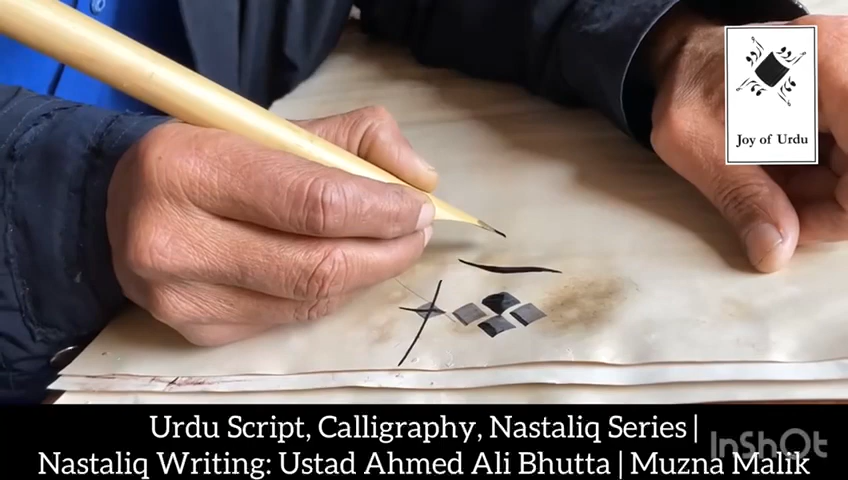 Joy of Urdu
Urdu Script, Calligraphy, Nastaliq Series |
Nastaliq Writing: Ustad Ahmed Ali Bhutta | Muzna Malik
InShOt